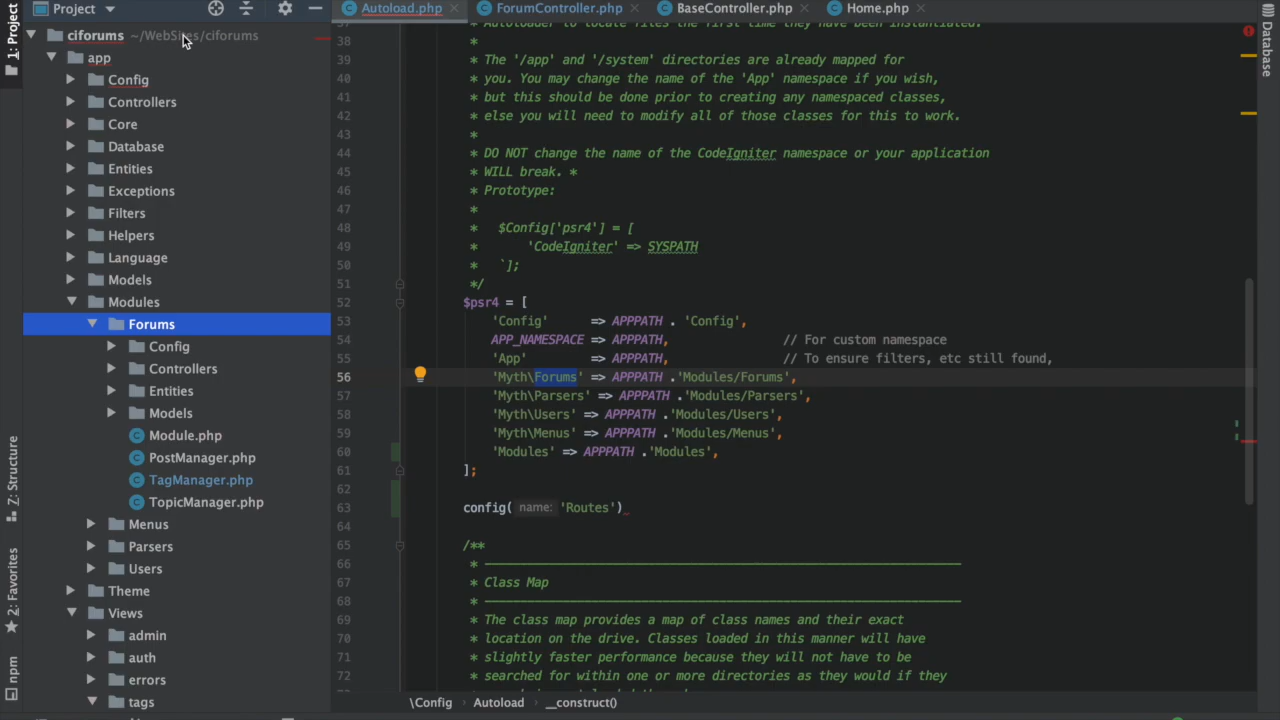 Project
Autoload.php
ForumController.php
BaseController.php
Home.php
1: Project
Z: Structure
2: Favorites
npm
Database
ciforums ~/WebSites/ciforums
app
Config
Controllers
Core
Database
Entities
Exceptions
Filters
Helpers
Language
Models
Modules
Forums
Config
Controllers
Entities
Models
Module.php
PostManager.php
TagManager.php
TopicManager.php
Menus
Parsers
Users
Theme
Views
admin
auth
errors
tags
37 * Autoloader to locate files the first time they have been instantiated.
38 *
39 * The '/app' and '/system' directories are already mapped for
40 * you. You may change the name of the 'App' namespace if you wish,
41 * but this should be done prior to creating any namespaced classes,
42 * else you will need to modify all of those classes for this to work.
43 *
44 * DO NOT change the name of the CodeIgniter namespace or your application
45 * WILL break. *
46 * Prototype:
47 *
48 * $Config['psr4'] = [
49 * 'CodeIgniter' => SYSPATH
50 * `];
51 */
52 $psr4 = [
53 'Config' => APPPATH . 'Config',
54 APP_NAMESPACE => APPPATH, // For custom namespace
55 'App' => APPPATH, // To ensure filters, etc still found,
56 'Myth\Forums' => APPPATH .'Modules/Forums',
57 'Myth\Parsers' => APPPATH .'Modules/Parsers',
58 'Myth\Users' => APPPATH .'Modules/Users',
59 'Myth\Menus' => APPPATH .'Modules/Menus',
60 'Modules' => APPPATH .'Modules',
61 ];
62
63 config( name: 'Routes')
64
65 /**
66 * -------------------------------------------------------------------
67 * Class Map
68 * -------------------------------------------------------------------
69 * The class map provides a map of class names and their exact
70 * location on the drive. Classes loaded in this manner will have
71 * slightly faster performance because they will not have to be
72 * searched for within one or more directories as they would if they
\Config
Autoload
__construct()